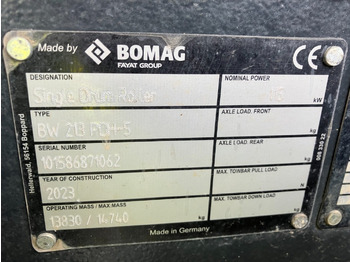 Made by
BOMAG
FAYAT GROUP
CE
DESIGNATION
Single Drum Roller
NOMINAL POWER
kW
TYPE
BW 213 PDH-5
AXLE LOAD, FRONT
kg
SERIAL NUMBER
101586871062
AXLE LOAD, REAR
kg
YEAR OF CONSTRUCTION
2023
MAX. TOWBAR PULL LOAD
N
OPERATING MASS / MAX.MASS
13830 / 14740
kg
MAX. TOWBAR DOWN LOAD
kg
Made in Germany
Hellerwald, 56154 Boppard